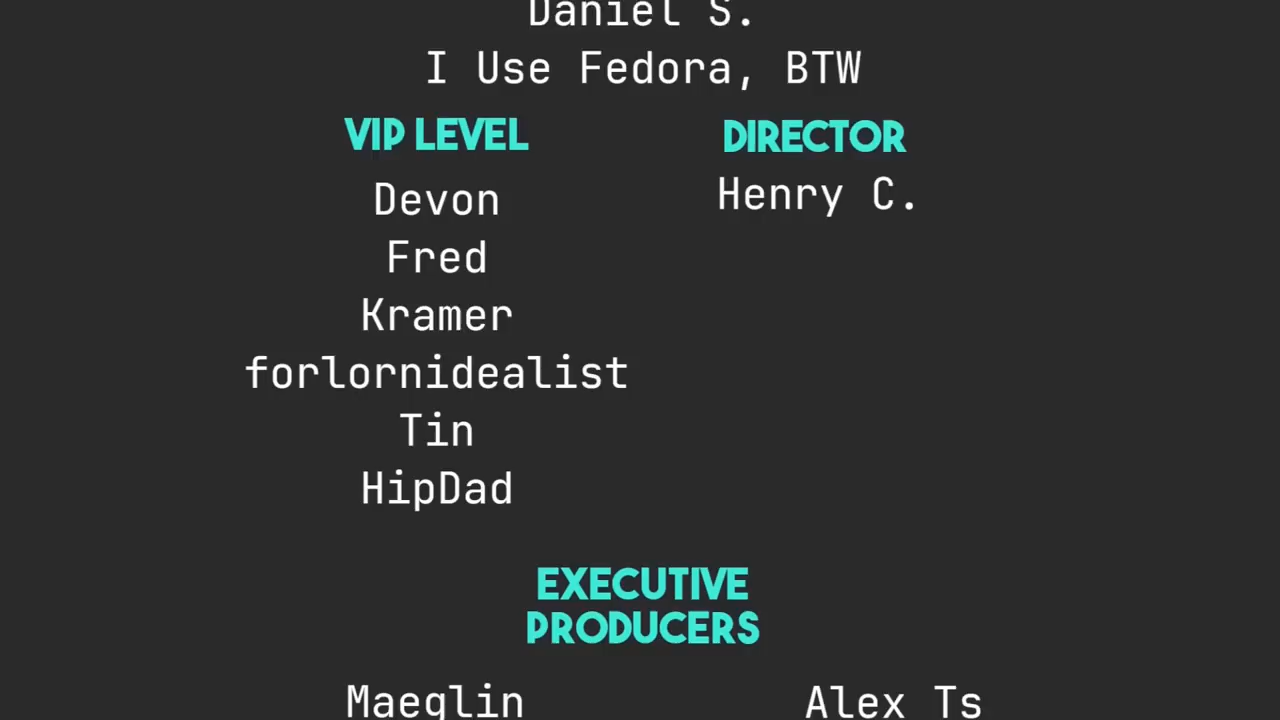 Daniel S.
I Use Fedora, BTW
VIP LEVEL
Devon
Fred
Kramer
forlornidealist
Tin
HipDad
DIRECTOR
Henry C.
EXECUTIVE
PRODUCERS
Maeglin
Alex Ts